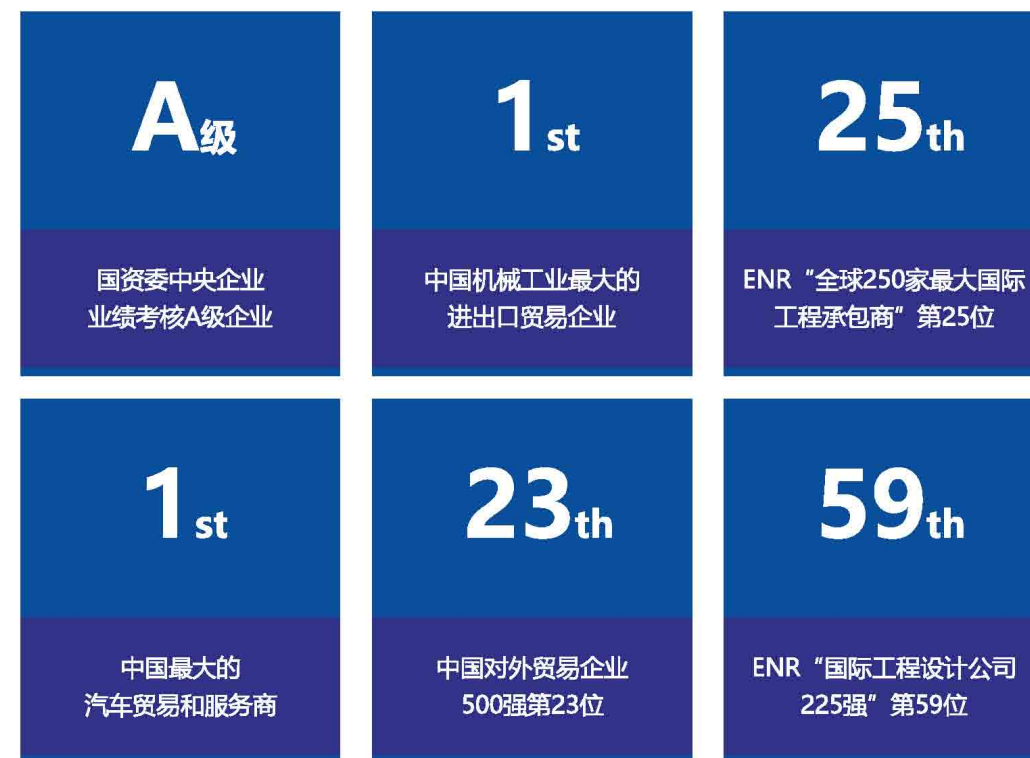 A级
国资委中央企业
业绩考核A级企业
1st
中国机械工业最大的
进出口贸易企业
25th
ENR“全球250家最大国际
工程承包商”第25位
1st
中国最大的
汽车贸易和服务商
23th
中国对外贸易企业
500强第23位
59th
ENR“国际工程设计公司
225强”第59位